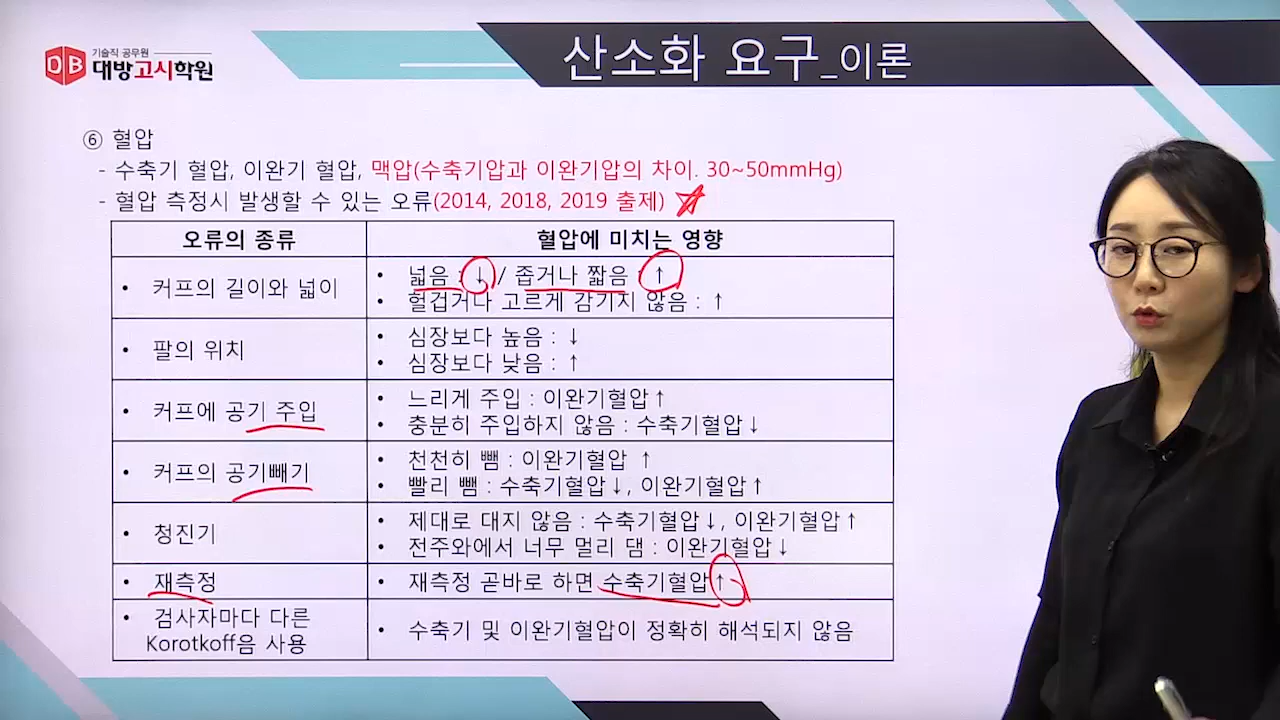 기술직 공무원
DB 대방고시학원
산소화 요구_이론
⑥ 혈압
- 수축기 혈압, 이완기 혈압, 맥압(수축기압과 이완기압의 차이. 30~50mmHg)
- 혈압 측정시 발생할 수 있는 오류(2014, 2018, 2019 출제)
오류의 종류
혈압에 미치는 영향
• 커프의 길이와 넓이
• 넓음 : ↓ / 좁거나 짧음 : ↑
• 헐겁거나 고르게 감기지 않음 : ↑
• 팔의 위치
• 심장보다 높음 : ↓
• 심장보다 낮음 : ↑
• 커프에 공기 주입
• 느리게 주입 : 이완기혈압↑
• 충분히 주입하지 않음 : 수축기혈압↓
• 커프의 공기빼기
• 천천히 뺌 : 이완기혈압 ↑
• 빨리 뺌 : 수축기혈압↓, 이완기혈압↑
• 청진기
• 제대로 대지 않음 : 수축기혈압↓, 이완기혈압↑
• 전주와에서 너무 멀리 댐 : 이완기혈압↓
• 재측정
• 재측정 곧바로 하면 수축기혈압↑
• 검사자마다 다른
Korotkoff음 사용
• 수축기 및 이완기혈압이 정확히 해석되지 않음